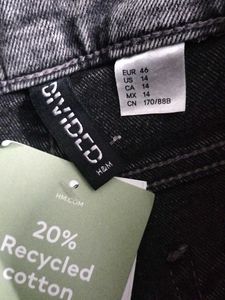 EUR 46
US 14
CA 14
MX 14
CN 170/88B
DIVIDED
H&M
HM.COM
20%
Recycled
cotton